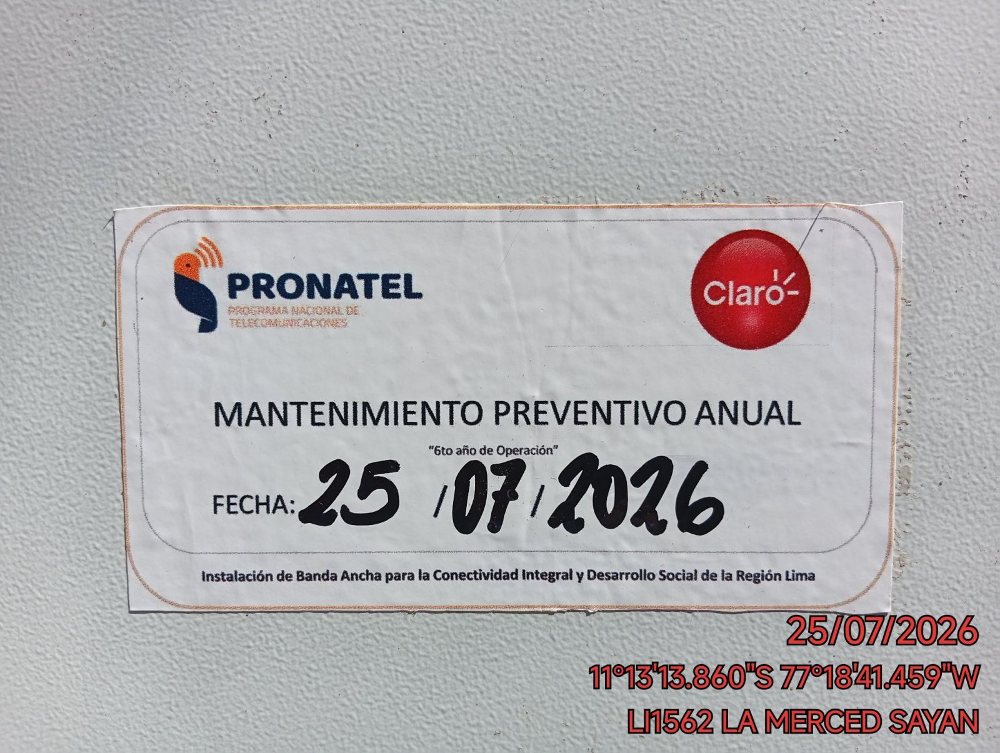 PRONATEL
PROGRAMA NACIONAL DE
TELECOMUNICACIONES
Claro
MANTENIMIENTO PREVENTIVO ANUAL
"6to año de Operación"
FECHA: 25 / 07 / 2026
Instalación de Banda Ancha para la Conectividad Integral y Desarrollo Social de la Región Lima
25/07/2026
11°13'13.860"S 77°18'41.459"W
LI1562 LA MERCED SAYAN